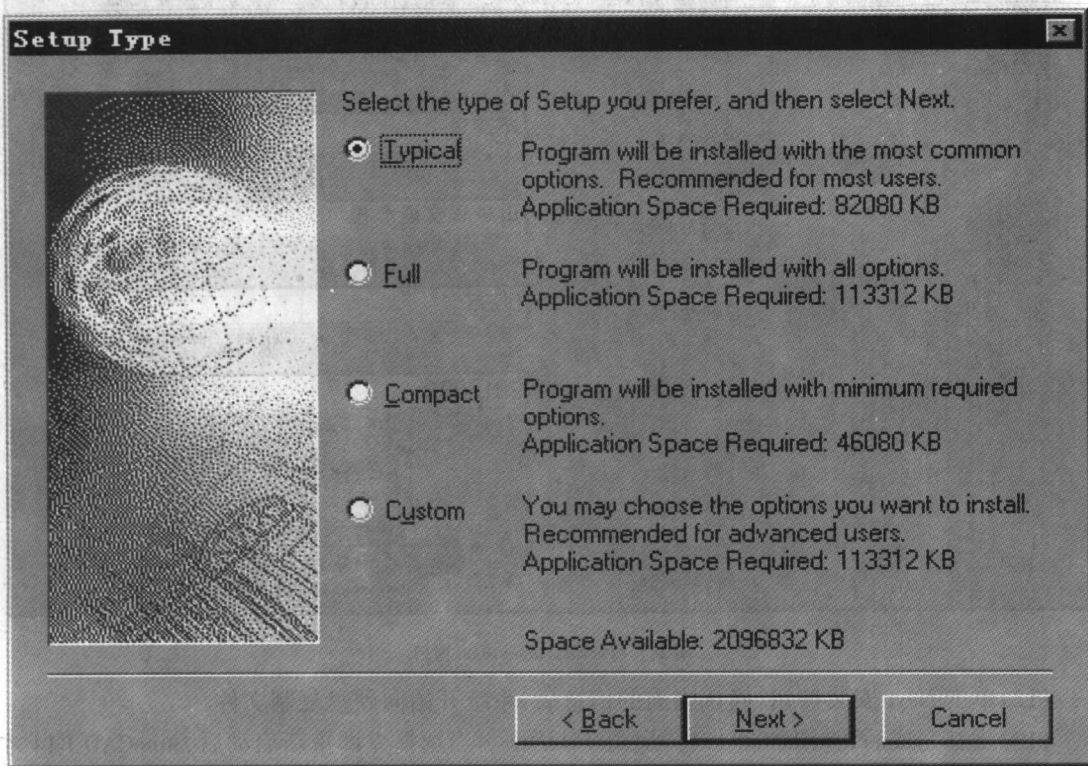 Setup Type
Select the type of Setup you prefer, and then select Next.
Typical
Program will be installed with the most common
options. Recommended for most users.
Application Space Required: 82080 KB
Full
Program will be installed with all options.
Application Space Required: 113312 KB
Compact
Program will be installed with minimum required
options.
Application Space Required: 46080 KB
Custom
You may choose the options you want to install.
Recommended for advanced users.
Application Space Required: 113312 KB
Space Available: 2096832 KB
< Back
Next >
Cancel